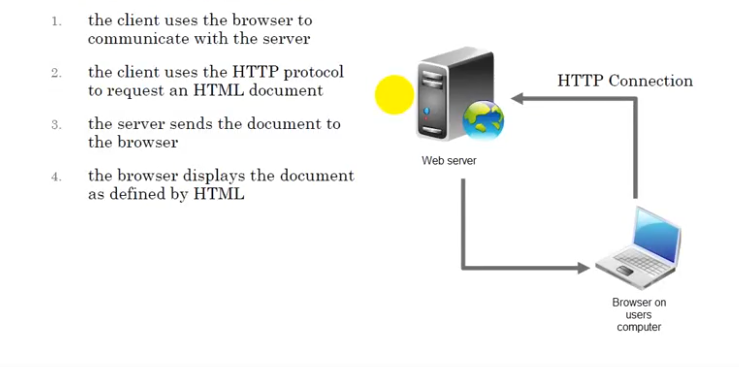 1. the client uses the browser to
communicate with the server
2. the client uses the HTTP protocol
to request an HTML document
3. the server sends the document to
the browser
4. the browser displays the document
as defined by HTML
HTTP Connection
Web server
Browser on
users
computer